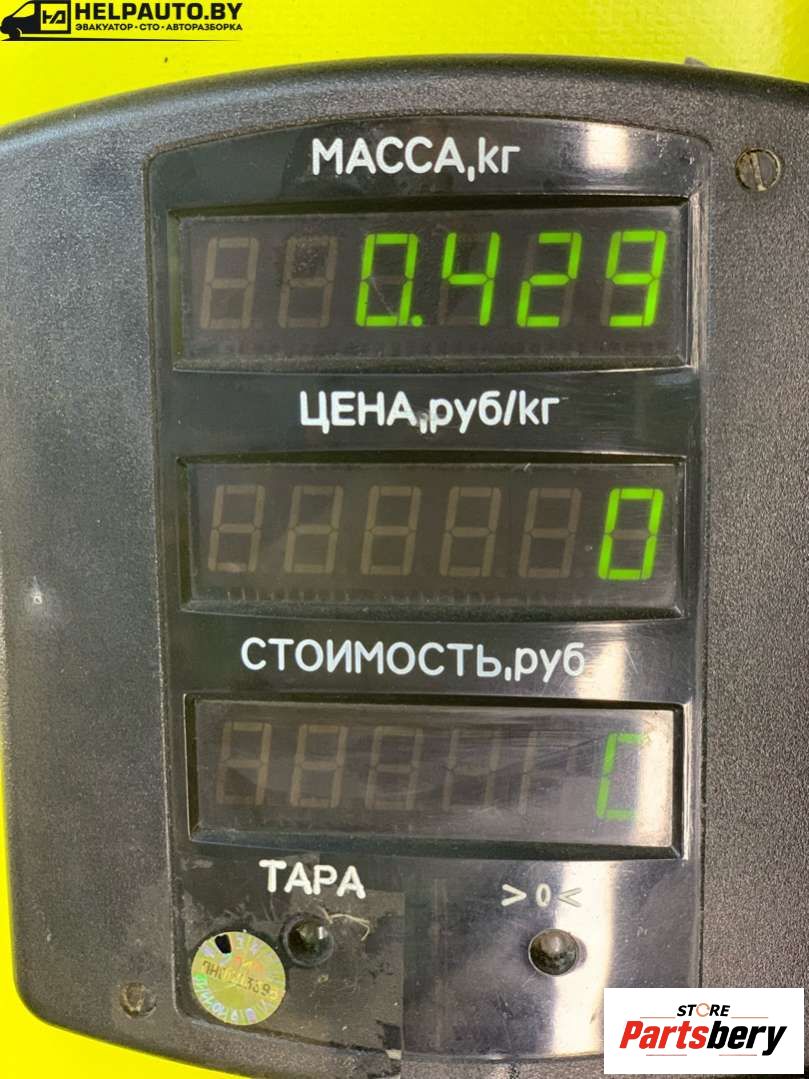 HELPAUTO.BY
ЭВАКУАТОР • СТО • АВТОРАЗБОРКА
МАССА,кг
0.429
ЦЕНА,руб/кг
0
СТОИМОСТЬ,руб
ТАРА
>0<
STORE
Partsbery